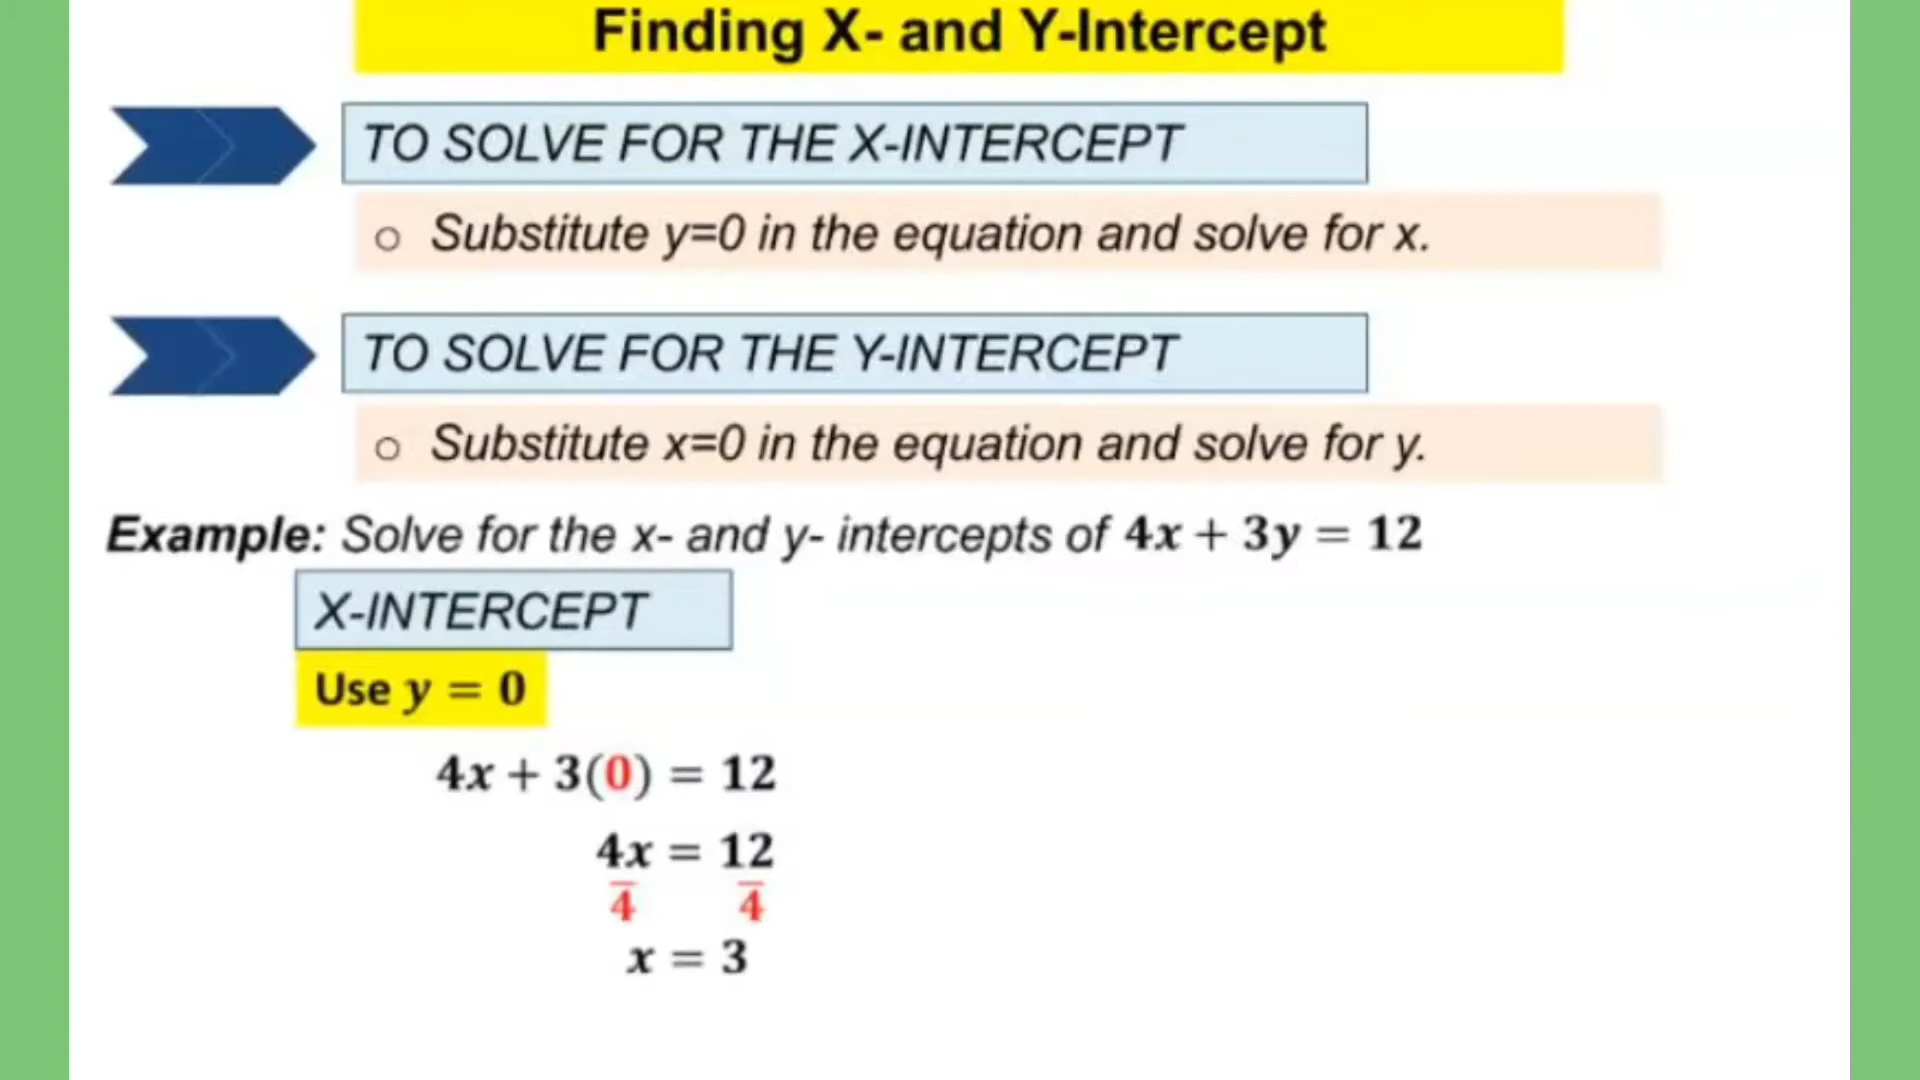 Finding X- and Y-Intercept
TO SOLVE FOR THE X-INTERCEPT
○ Substitute y=0 in the equation and solve for x.
TO SOLVE FOR THE Y-INTERCEPT
○ Substitute x=0 in the equation and solve for y.
Example: Solve for the x- and y- intercepts of 4x + 3y = 12
X-INTERCEPT
Use y = 0
4x + 3(0) = 12
4x = 12
4 4
x = 3